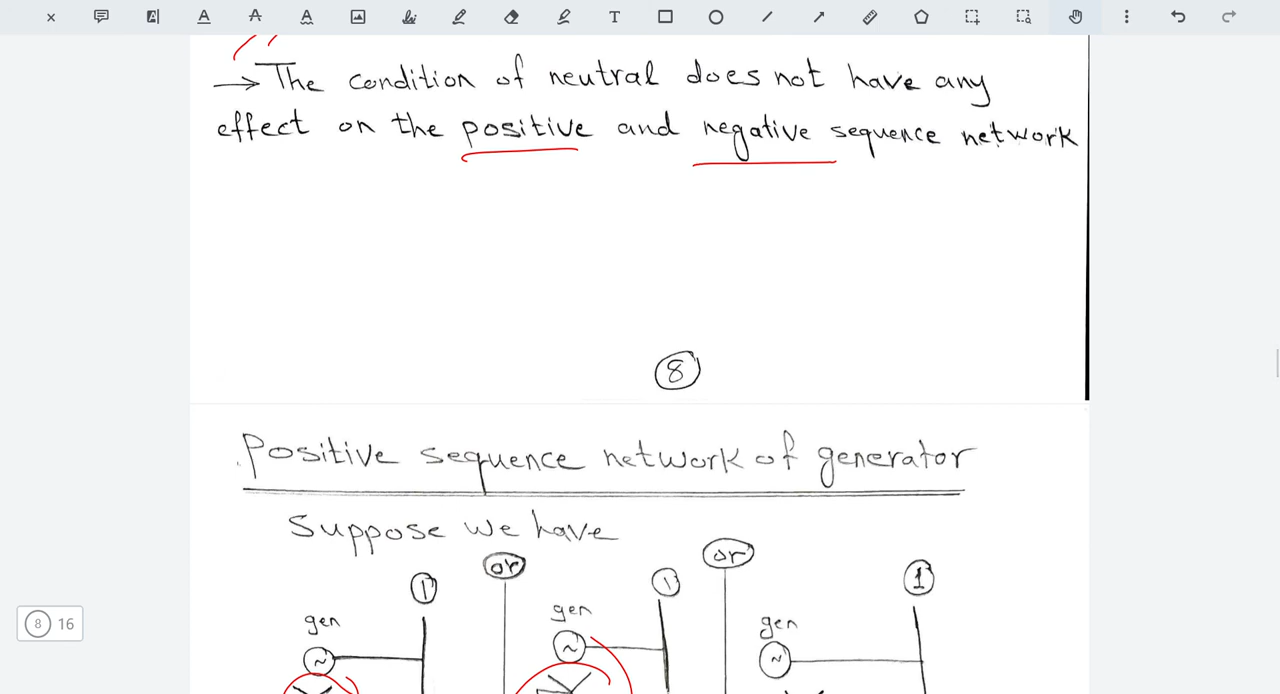 T
→ The condition of neutral does not have any
effect on the positive and negative sequence network
8
Positive sequence network of generator
Suppose we have
or
or
1
1
1
gen
gen
gen
~
~
~
8 16